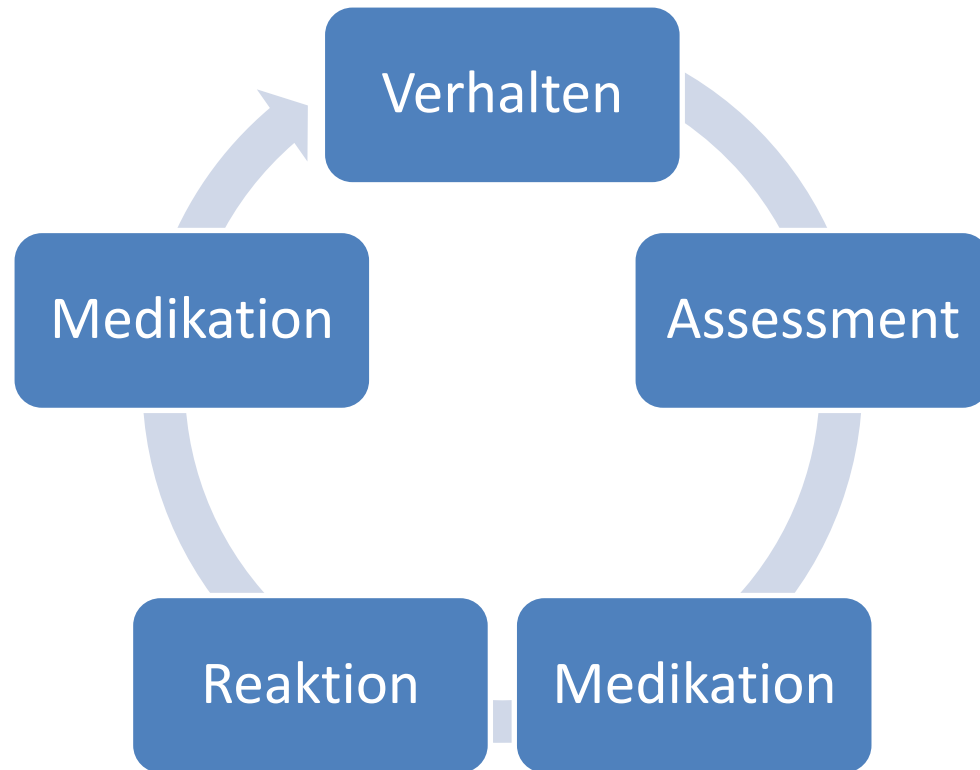 Verhalten
Assessment
Medikation
Reaktion
Medikation